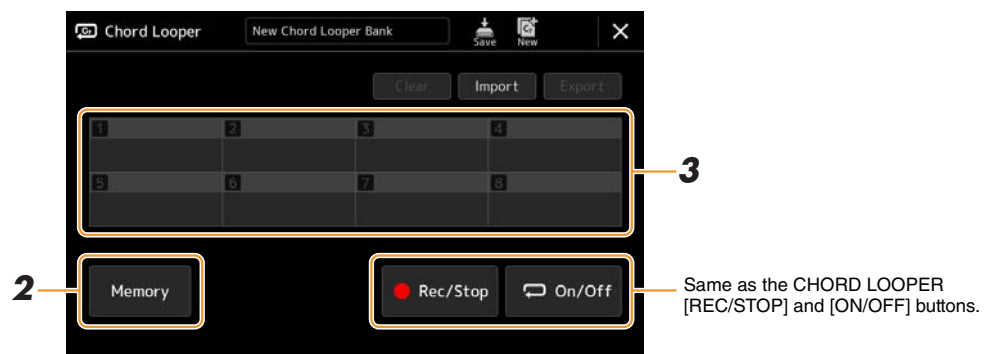 Chord Looper
New Chord Looper Bank
Save
New
Clear
Import
Export
1
2
3
4
5
6
7
8
3
2
Memory
Rec/Stop
On/Off
Same as the CHORD LOOPER
[REC/STOP] and [ON/OFF] buttons.